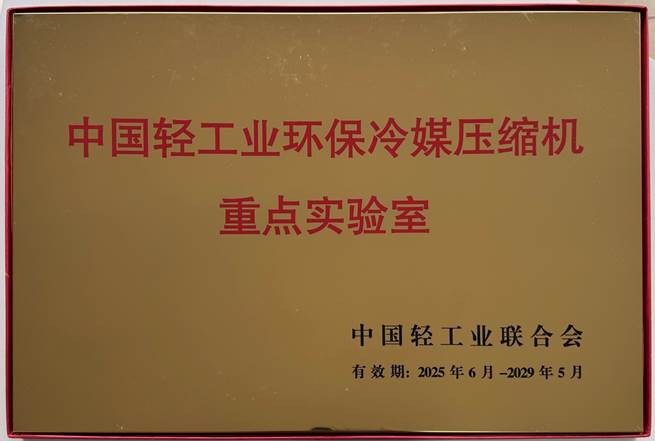 中国轻工业环保冷媒压缩机
重点实验室
中国轻工业联合会
有效期：2025年6月–2029年5月